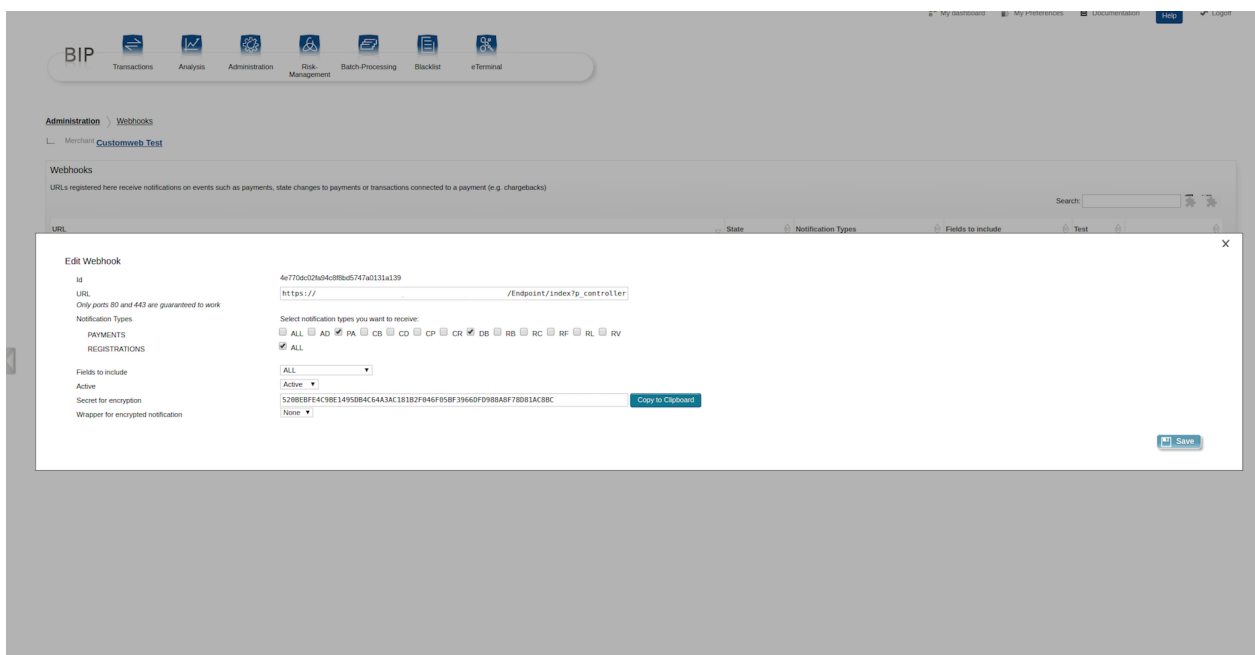 My dashboard My Preferences Documentation Help Logoff
BIP
Transactions Analysis Administration Risk-Management Batch-Processing Blacklist eTerminal
Administration Webhooks
Merchant Customweb Test
Webhooks
URLs registered here receive notifications on events such as payments, state changes to payments or transactions connected to a payment (e.g. chargebacks)
Search:
URL State Notification Types Fields to include Test
X
Edit Webhook
Id 4e770dc02fa94c8f8bd5747a0131a139
URL https:// /Endpoint/index?p_controller
Only ports 80 and 443 are guaranteed to work
Notification Types Select notification types you want to receive:
PAYMENTS ALL AD PA CB CD CP CR DB RB RC RF RL RV
REGISTRATIONS ALL
Fields to include ALL
Active Active
Secret for encryption 520BEBFE4C9BE1495DB4C64A3AC181B2F046F05BF3966DFD988A8F78D81AC8BC Copy to Clipboard
Wrapper for encrypted notification None
Save